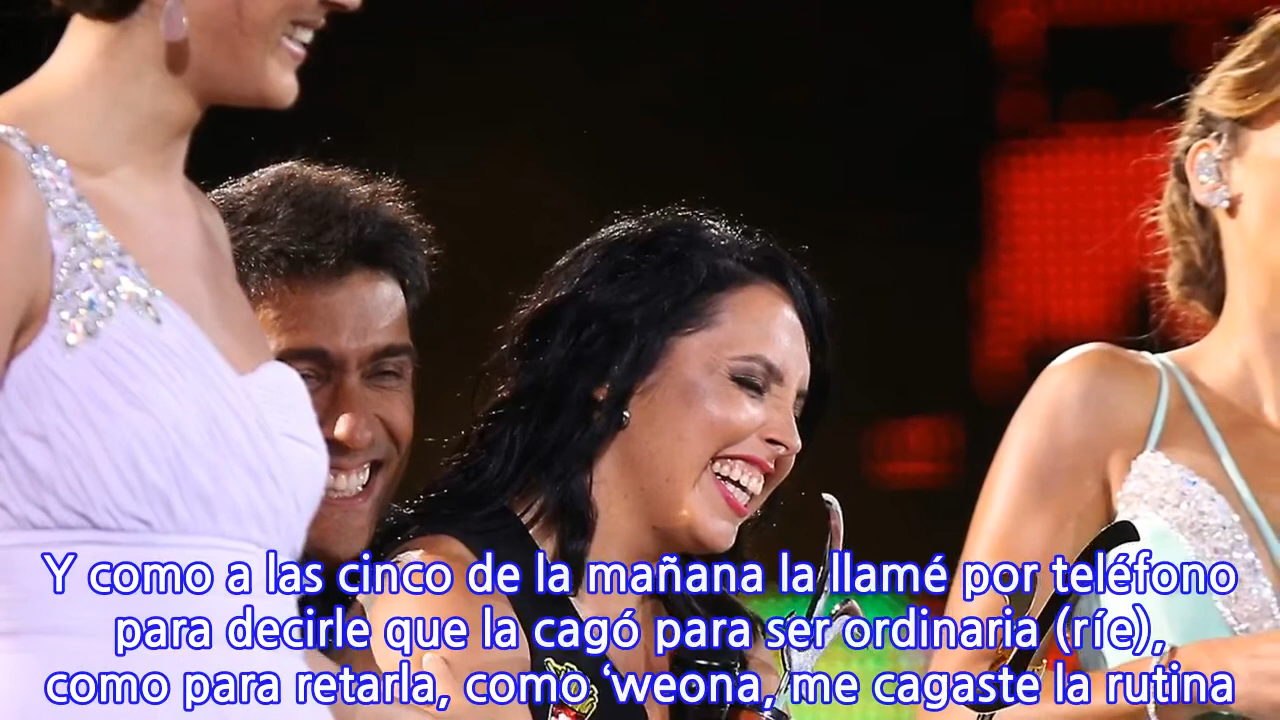 Y como a las cinco de la mañana la llamé por teléfono
para decirle que la cagó para ser ordinaria (ríe),
como para retarla, como ‘weona, me cagaste la rutina